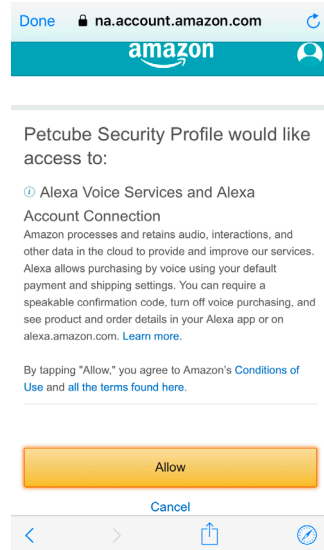 Done na.account.amazon.com
amazon
Petcube Security Profile would like
access to:
Alexa Voice Services and Alexa
Account Connection
Amazon processes and retains audio, interactions, and
other data in the cloud to provide and improve our services.
Alexa allows purchasing by voice using your default
payment and shipping settings. You can require a
speakable confirmation code, turn off voice purchasing, and
see product and order details in your Alexa app or on
alexa.amazon.com. Learn more.
By tapping "Allow," you agree to Amazon's Conditions of
Use and all the terms found here.
Allow
Cancel